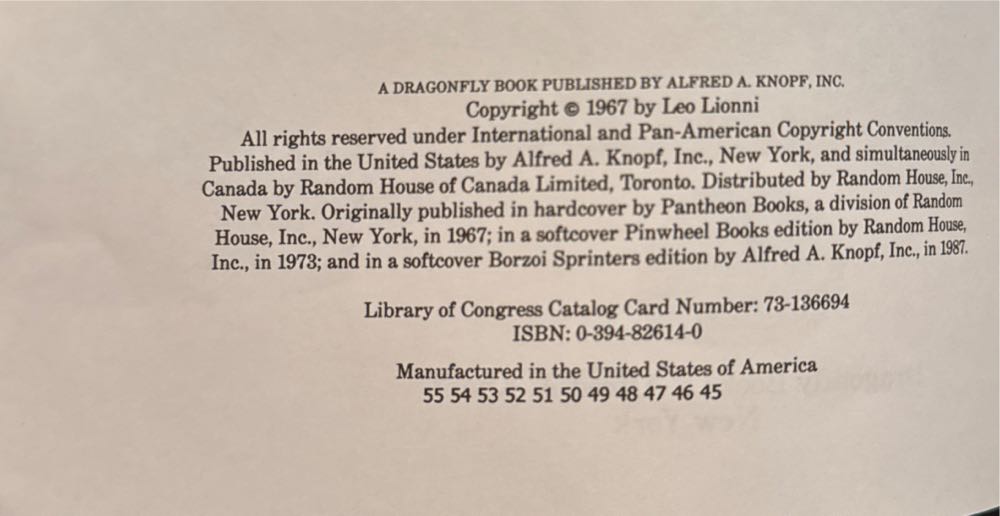 A DRAGONFLY BOOK PUBLISHED BY ALFRED A. KNOPF, INC.
Copyright © 1967 by Leo Lionni
All rights reserved under International and Pan-American Copyright Conventions.
Published in the United States by Alfred A. Knopf, Inc., New York, and simultaneously in
Canada by Random House of Canada Limited, Toronto. Distributed by Random House, Inc.,
New York. Originally published in hardcover by Pantheon Books, a division of Random
House, Inc., New York, in 1967; in a softcover Pinwheel Books edition by Random House,
Inc., in 1973; and in a softcover Borzoi Sprinters edition by Alfred A. Knopf, Inc., in 1987.
Library of Congress Catalog Card Number: 73-136694
ISBN: 0-394-82614-0
Manufactured in the United States of America
55 54 53 52 51 50 49 48 47 46 45